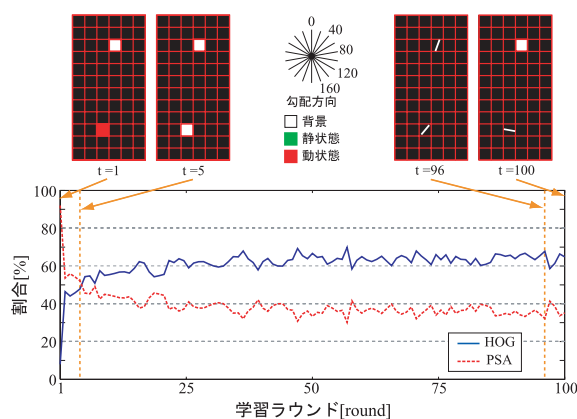 0
40
80
120
160
勾配方向
背景
静状態
動状態
t =1
t =5
t =96
t =100
100
80
60
40
20
0
割合[%]
HOG
PSA
1
25
50
75
100
学習ラウンド[round]